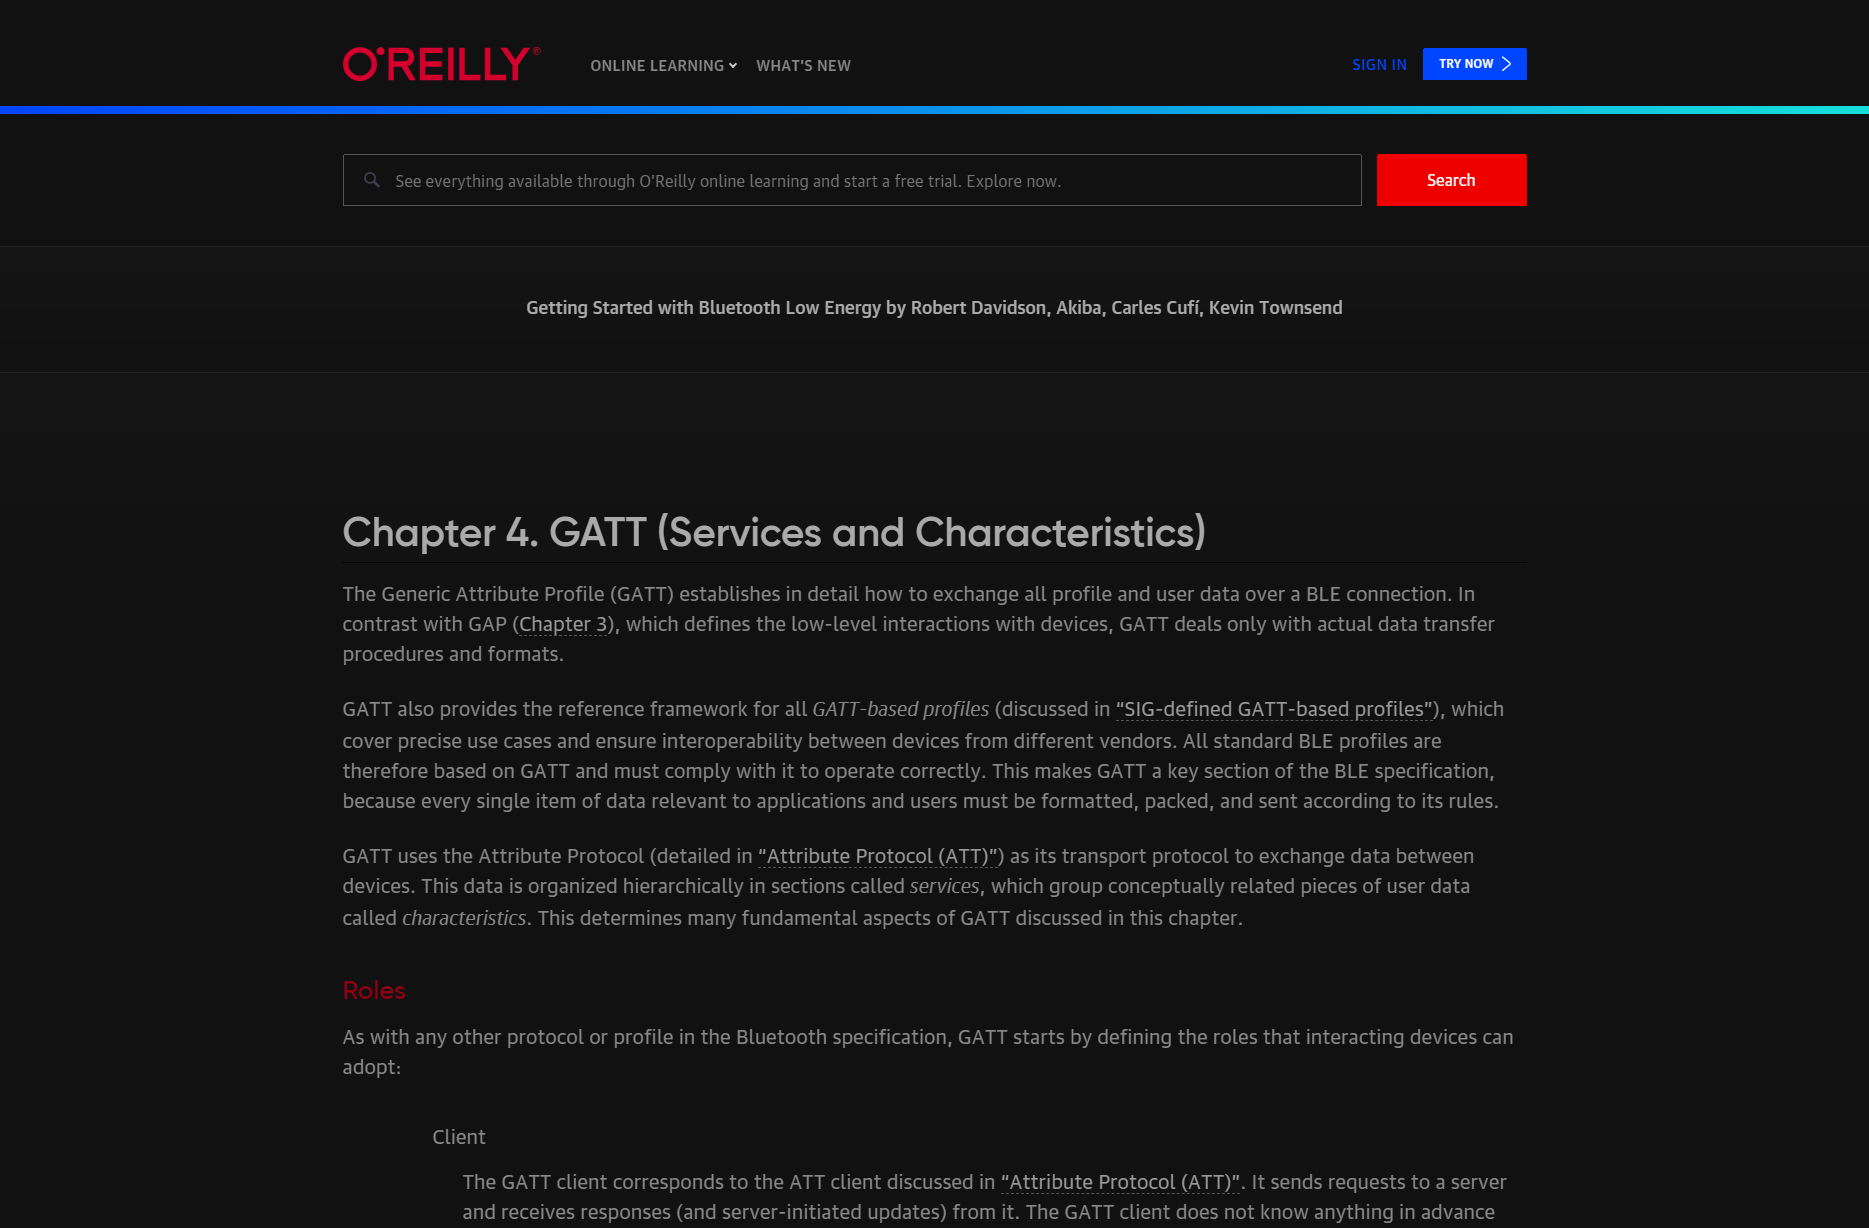 O'REILLY®
ONLINE LEARNING
WHAT'S NEW
SIGN IN
TRY NOW
See everything available through O’Reilly online learning and start a free trial. Explore now.
Search
Getting Started with Bluetooth Low Energy by Robert Davidson, Akiba, Carles Cufí, Kevin Townsend
Chapter 4. GATT (Services and Characteristics)
The Generic Attribute Profile (GATT) establishes in detail how to exchange all profile and user data over a BLE connection. In
contrast with GAP (Chapter 3), which defines the low-level interactions with devices, GATT deals only with actual data transfer
procedures and formats.
GATT also provides the reference framework for all GATT-based profiles (discussed in “SIG-defined GATT-based profiles”), which
cover precise use cases and ensure interoperability between devices from different vendors. All standard BLE profiles are
therefore based on GATT and must comply with it to operate correctly. This makes GATT a key section of the BLE specification,
because every single item of data relevant to applications and users must be formatted, packed, and sent according to its rules.
GATT uses the Attribute Protocol (detailed in “Attribute Protocol (ATT)”) as its transport protocol to exchange data between
devices. This data is organized hierarchically in sections called services, which group conceptually related pieces of user data
called characteristics. This determines many fundamental aspects of GATT discussed in this chapter.
Roles
As with any other protocol or profile in the Bluetooth specification, GATT starts by defining the roles that interacting devices can
adopt:
Client
The GATT client corresponds to the ATT client discussed in “Attribute Protocol (ATT)”. It sends requests to a server
and receives responses (and server-initiated updates) from it. The GATT client does not know anything in advance